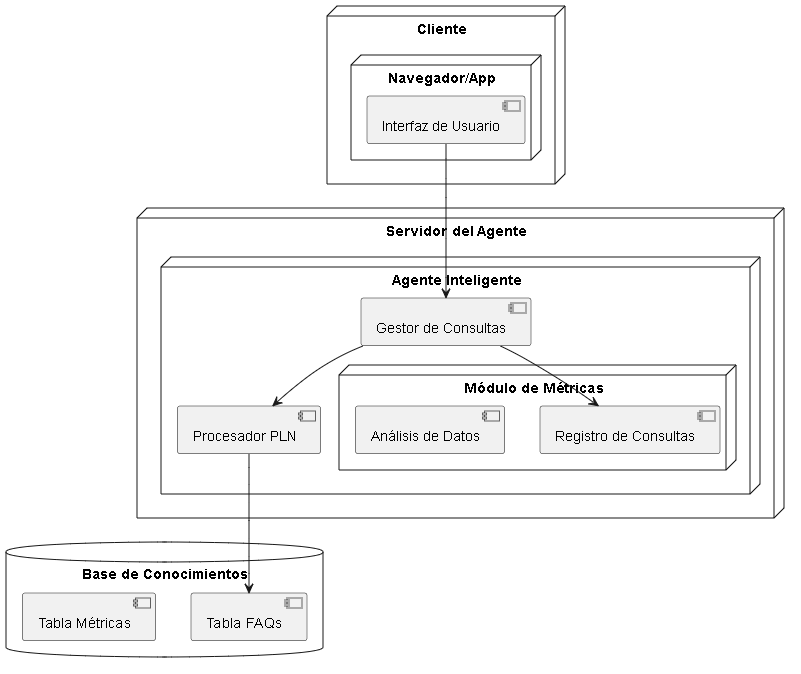 Cliente
Navegador/App
Interfaz de Usuario
Servidor del Agente
Agente Inteligente
Gestor de Consultas
Módulo de Métricas
Procesador PLN
Análisis de Datos
Registro de Consultas
Base de Conocimientos
Tabla Métricas
Tabla FAQs